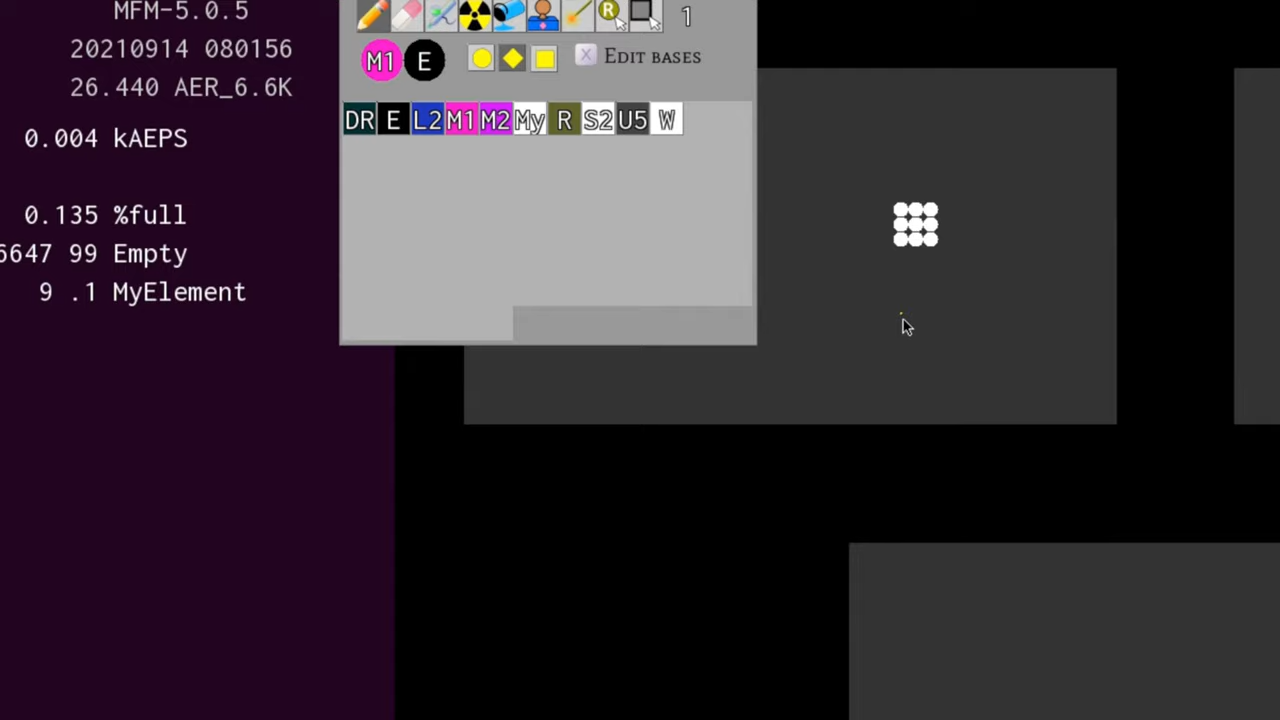 MFM-5.0.5
20210914 080156
26.440 AER_6.6K
0.004 kAEPS
0.135 %full
6647 99 Empty
9 .1 MyElement
R 1
M1 E X EDIT BASES
DR E L2 M1 M2 My R S2 U5 W